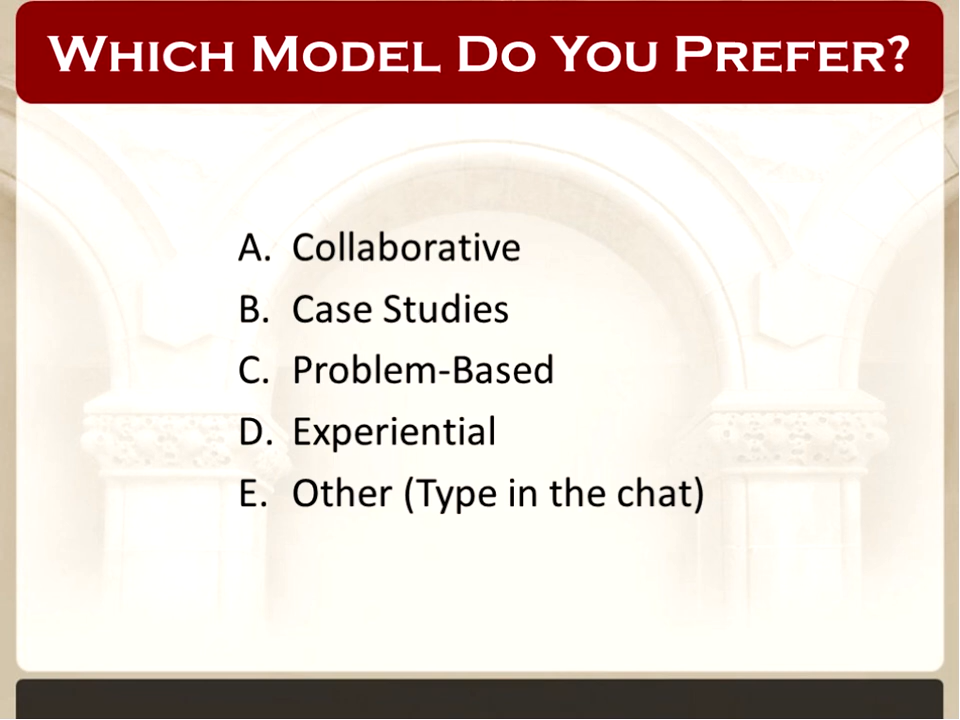 Which Model Do You Prefer?
A. Collaborative
B. Case Studies
C. Problem-Based
D. Experiential
E. Other (Type in the chat)